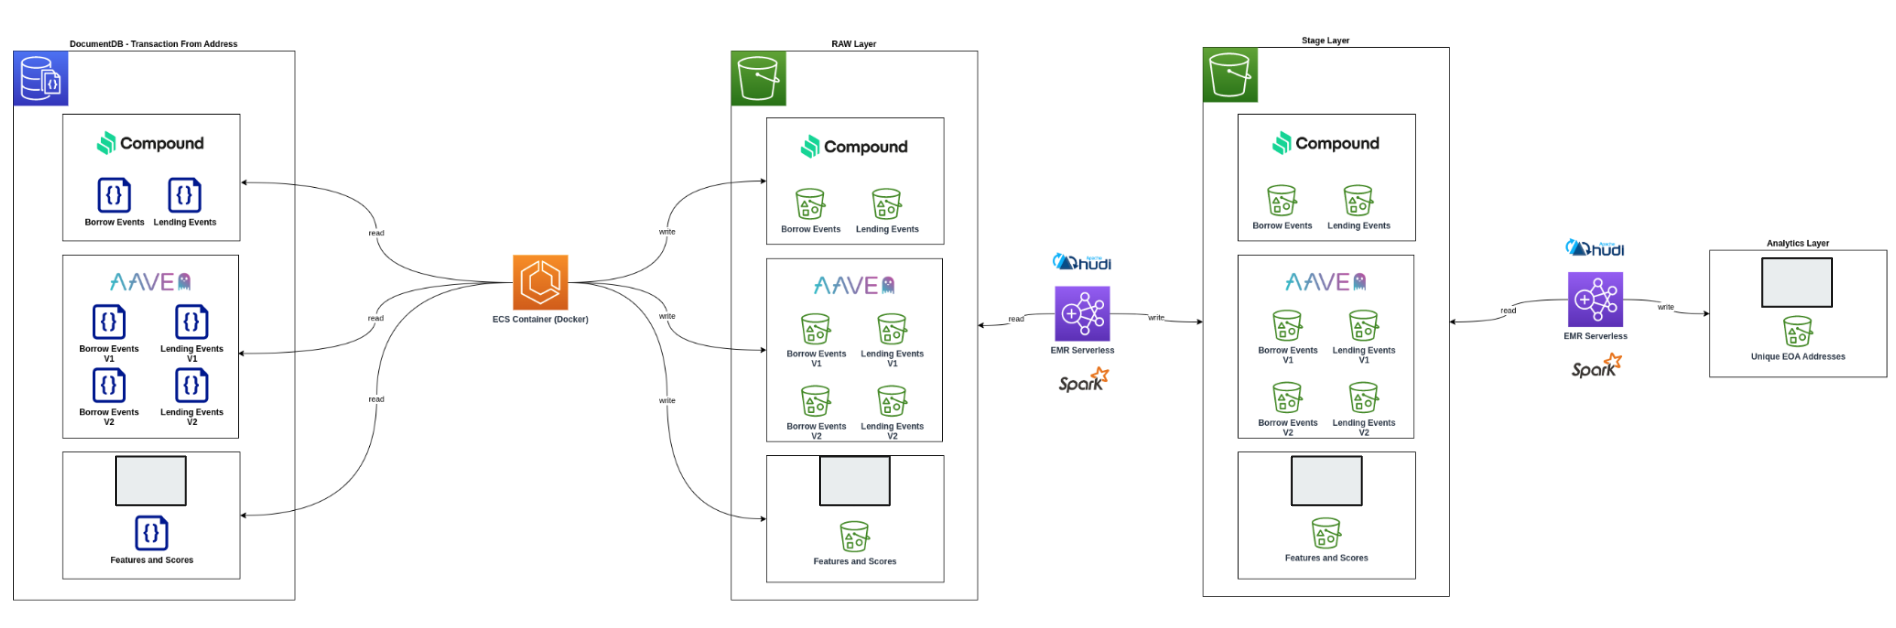 DocumentDB - Transaction From Address
Compound
Borrow Events
Lending Events
AAVE
Borrow Events
V1
Lending Events
V1
Borrow Events
V2
Lending Events
V2
Features and Scores
read
read
read
ECS Container (Docker)
write
write
write
RAW Layer
Compound
Borrow Events
Lending Events
AAVE
Borrow Events
V1
Lending Events
V1
Borrow Events
V2
Lending Events
V2
Features and Scores
read
APACHE
hudi
EMR Serverless
Spark
write
Stage Layer
Compound
Borrow Events
Lending Events
AAVE
Borrow Events
V1
Lending Events
V1
Borrow Events
V2
Lending Events
V2
Features and Scores
read
APACHE
hudi
EMR Serverless
Spark
write
Analytics Layer
Unique EOA Addresses